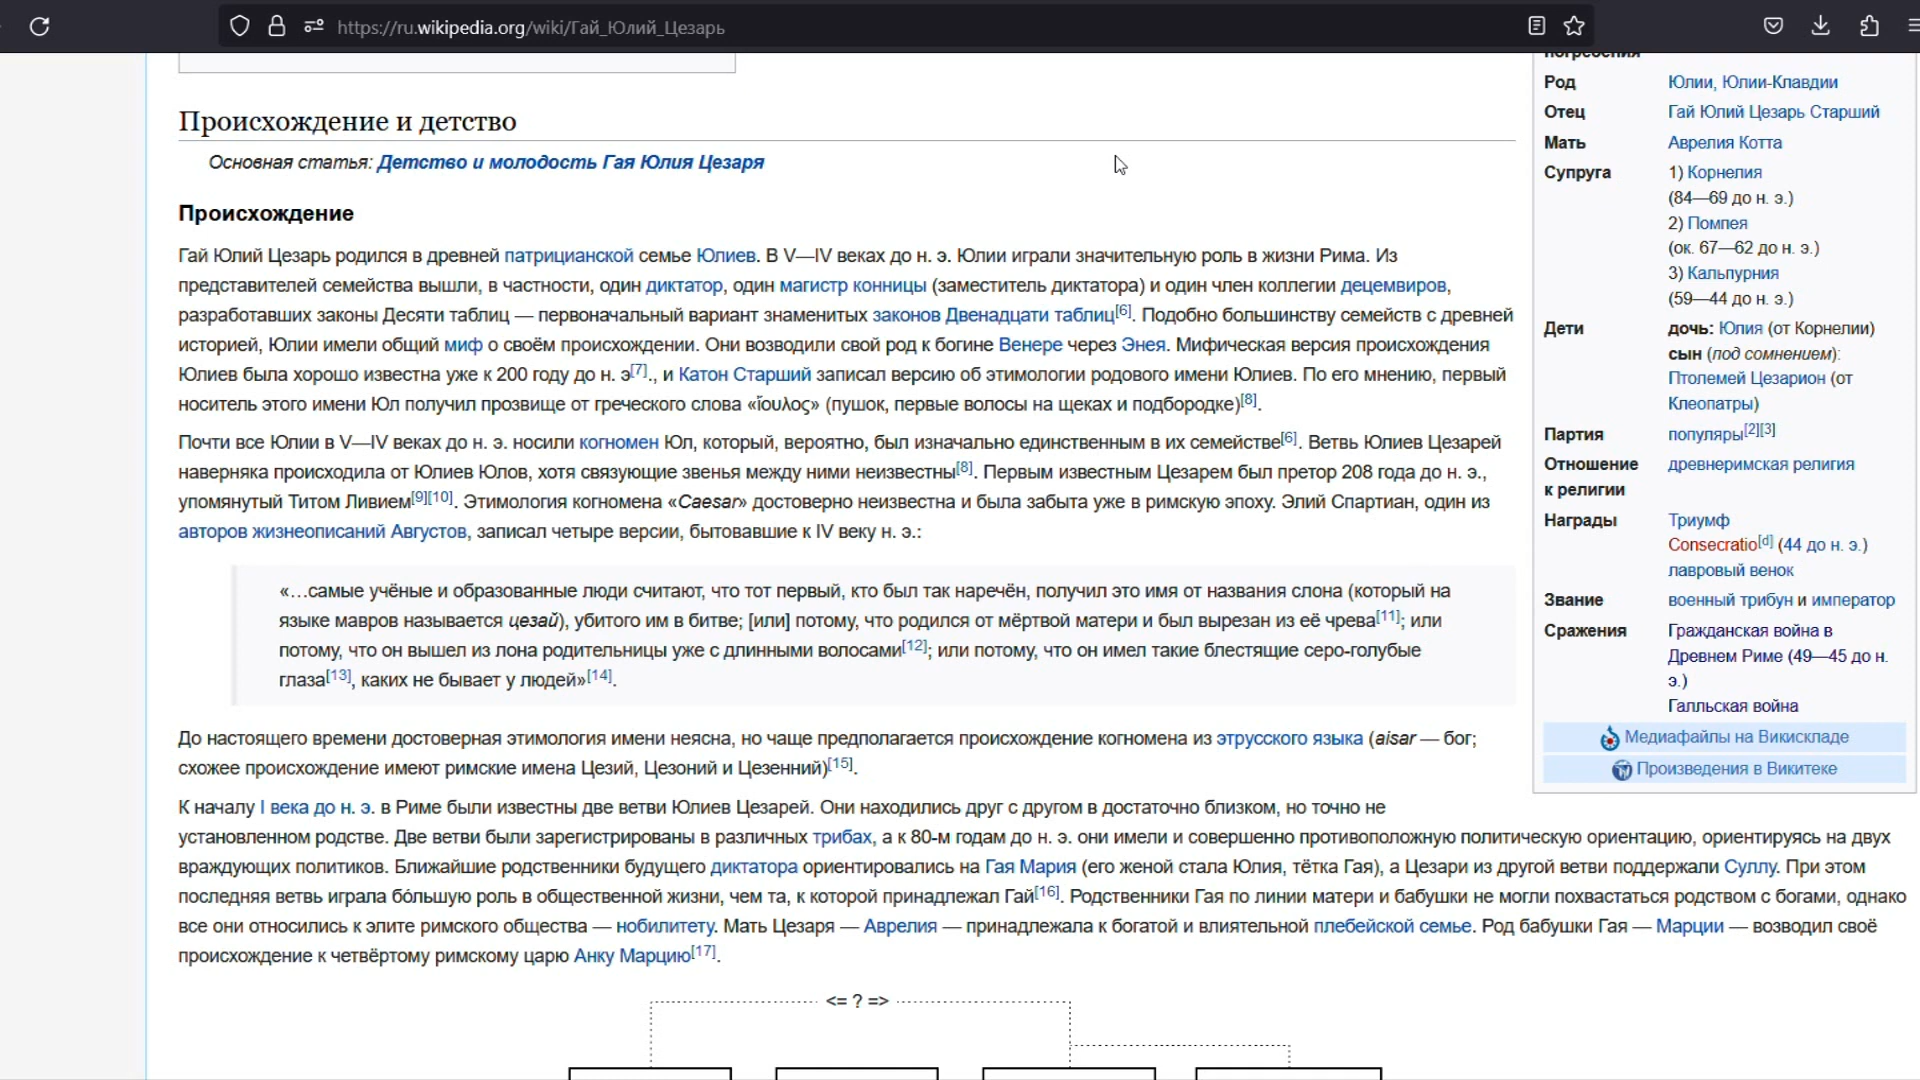 https://ru.wikipedia.org/wiki/Гай_Юлий_Цезарь
Происхождение и детство
Основная статья: Детство и молодость Гая Юлия Цезаря
Происхождение
Гай Юлий Цезарь родился в древней патрицианской семье Юлиев. В V—IV веках до н. э. Юлии играли значительную роль в жизни Рима. Из
представителей семейства вышли, в частности, один диктатор, один магистр конницы (заместитель диктатора) и один член коллегии децемвиров,
разработавших законы Десяти таблиц — первоначальный вариант знаменитых законов Двенадцати таблиц[6]. Подобно большинству семейств с древней
историей, Юлии имели общий миф о своём происхождении. Они возводили свой род к богине Венере через Энея. Мифическая версия происхождения
Юлиев была хорошо известна уже к 200 году до н. э[7]., и Катон Старший записал версию об этимологии родового имени Юлиев. По его мнению, первый
носитель этого имени Юл получил прозвище от греческого слова «ἴουλος» (пушок, первые волосы на щеках и подбородке)[8].
Почти все Юлии в V—IV веках до н. э. носили когномен Юл, который, вероятно, был изначально единственным в их семействе[6]. Ветвь Юлиев Цезарей
наверняка происходила от Юлиев Юлов, хотя связующие звенья между ними неизвестны[8]. Первым известным Цезарем был претор 208 года до н. э.,
упомянутый Титом Ливием[9][10]. Этимология когномена «Caesar» достоверно неизвестна и была забыта уже в римскую эпоху. Элий Спартиан, один из
авторов жизнеописаний Августов, записал четыре версии, бытовавшие к IV веку н. э.:
«…самые учёные и образованные люди считают, что тот первый, кто был так наречён, получил это имя от названия слона (который на
языке мавров называется цезай), убитого им в битве; [или] потому, что родился от мёртвой матери и был вырезан из её чрева[11]; или
потому, что он вышел из лона родительницы уже с длинными волосами[12]; или потому, что он имел такие блестящие серо-голубые
глаза[13], каких не бывает у людей»[14].
До настоящего времени достоверная этимология имени неясна, но чаще предполагается происхождение когномена из этрусского языка (aisar — бог;
схожее происхождение имеют римские имена Цезий, Цезоний и Цезенний)[15].
К началу I века до н. э. в Риме были известны две ветви Юлиев Цезарей. Они находились друг с другом в достаточно близком, но точно не
установленном родстве. Две ветви были зарегистрированы в различных трибах, а к 80-м годам до н. э. они имели и совершенно противоположную политическую ориентацию, ориентируясь на двух
враждующих политиков. Ближайшие родственники будущего диктатора ориентировались на Гая Мария (его женой стала Юлия, тётка Гая), а Цезари из другой ветви поддержали Суллу. При этом
последняя ветвь играла бо́льшую роль в общественной жизни, чем та, к которой принадлежал Гай[16]. Родственники Гая по линии матери и бабушки не могли похвастаться родством с богами, однако
все они относились к элите римского общества — нобилитету. Мать Цезаря — Аврелия — принадлежала к богатой и влиятельной плебейской семье. Род бабушки Гая — Марции — возводил своё
происхождение к четвёртому римскому царю Анку Марцию[17].
<= ? =>
погребения
Род Юлии, Юлии-Клавдии
Отец Гай Юлий Цезарь Старший
Мать Аврелия Котта
Супруга 1) Корнелия
(84—69 до н. э.)
2) Помпея
(ок. 67—62 до н. э.)
3) Кальпурния
(59—44 до н. э.)
Дети дочь: Юлия (от Корнелии)
сын (под сомнением):
Птолемей Цезарион (от
Клеопатры)
Партия популяры[2][3]
Отношение древнеримская религия
к религии
Награды Триумф
Consecratio[d] (44 до н. э.)
лавровый венок
Звание военный трибун и император
Сражения Гражданская война в
Древнем Риме (49—45 до н.
э.)
Галльская война
Медиафайлы на Викискладе
Произведения в Викитеке